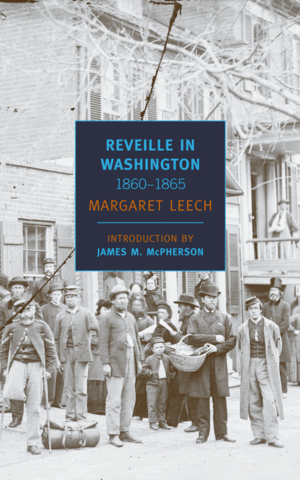 REVEILLE IN
WASHINGTON
1860–1865
MARGARET LEECH
INTRODUCTION BY
JAMES M. McPHERSON